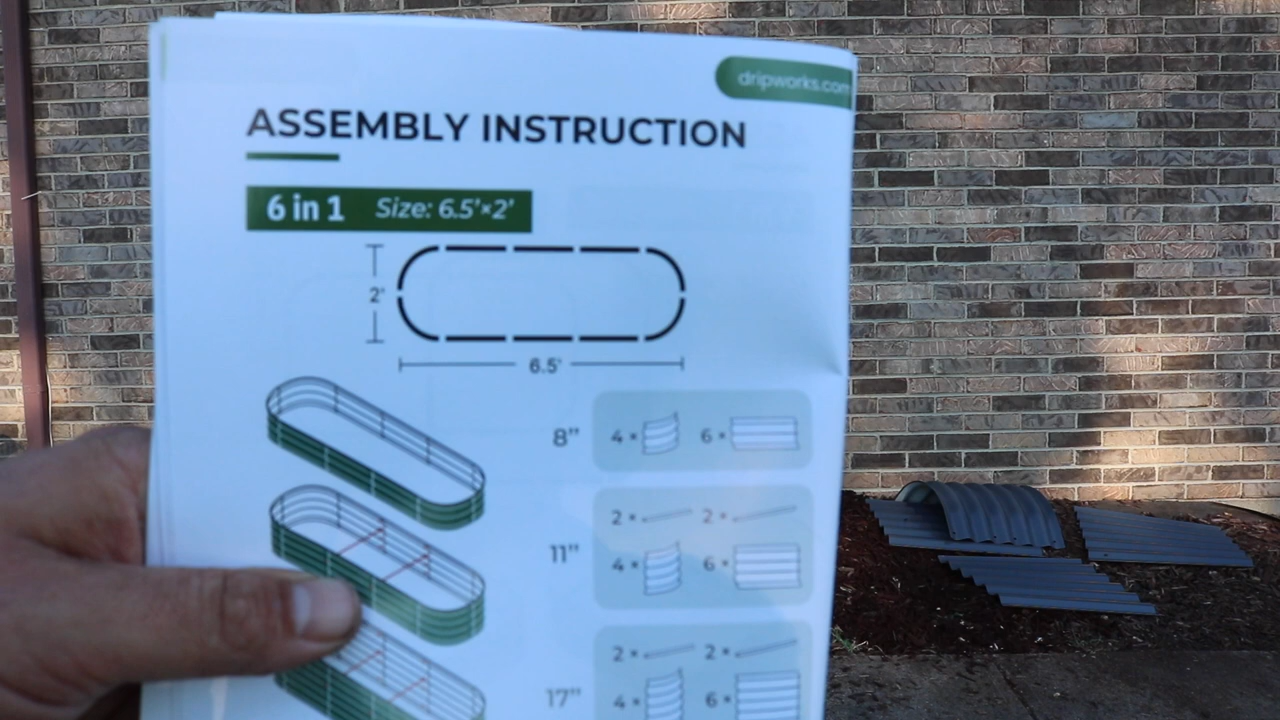 dripworks.com
ASSEMBLY INSTRUCTION
6 in 1 Size: 6.5'×2'
2'
6.5'
8”
4 × 6 ×
11”
2 × 2 ×
4 × 6 ×
17”
2 × 2 ×
4 × 6 ×